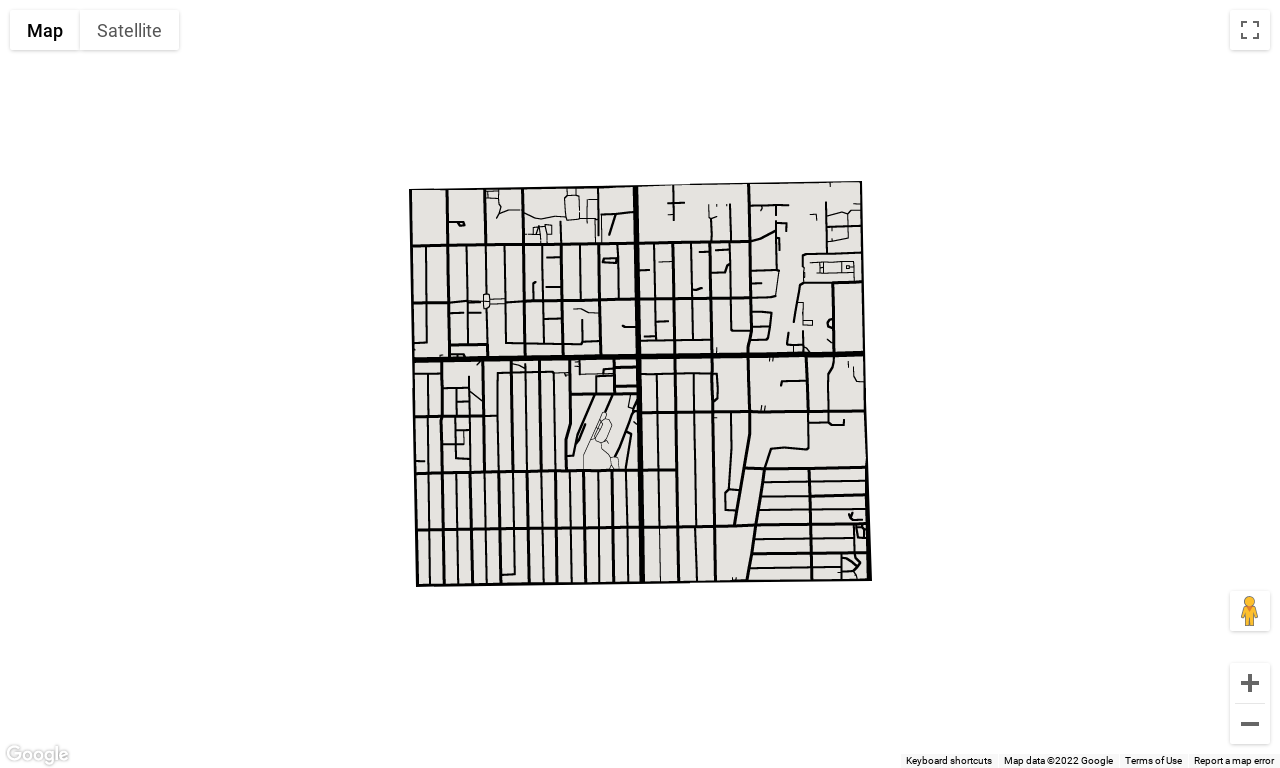 Map Satellite
Google
Keyboard shortcuts Map data ©2022 Google Terms of Use Report a map error